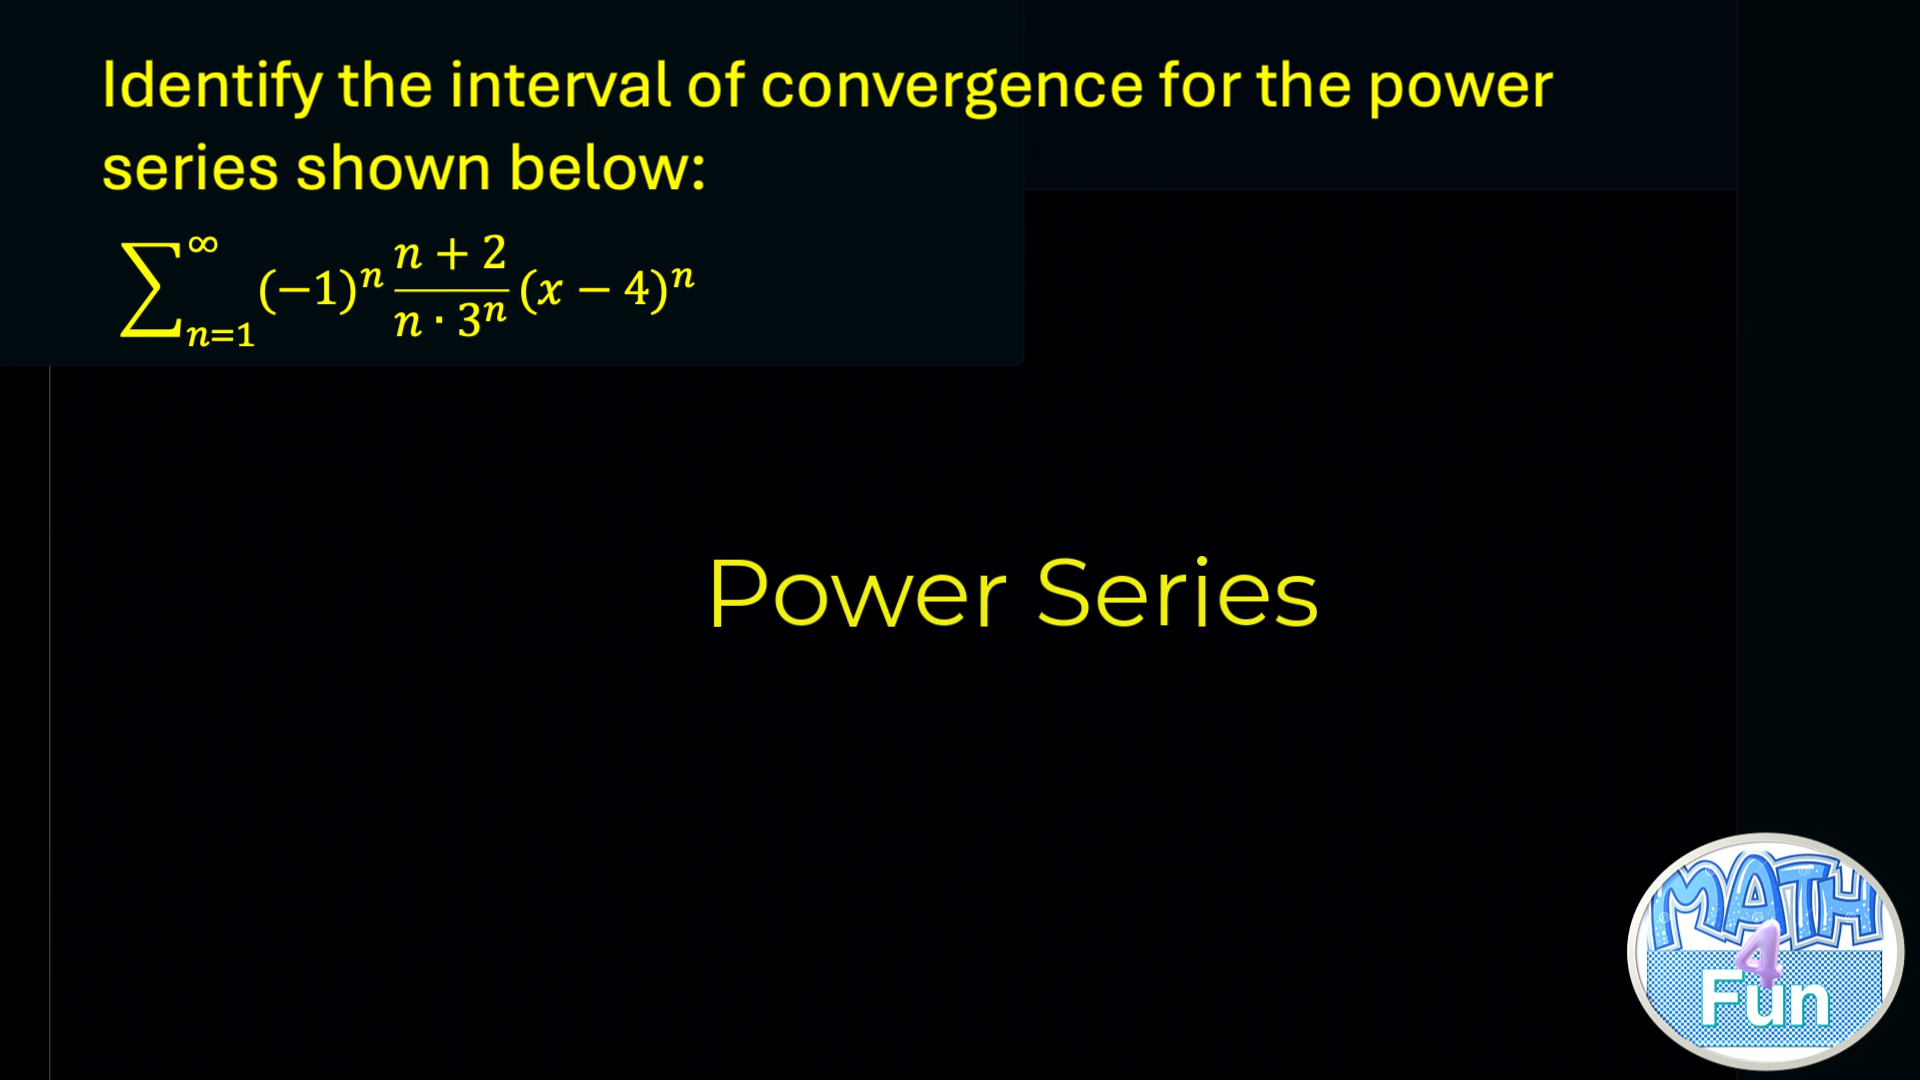 Identify the interval of convergence for the power
series shown below:
∑_{n=1}^{∞} (−1)^n \frac{n + 2}{n · 3^n} (x − 4)^n
Power Series
MATH
4
Fun